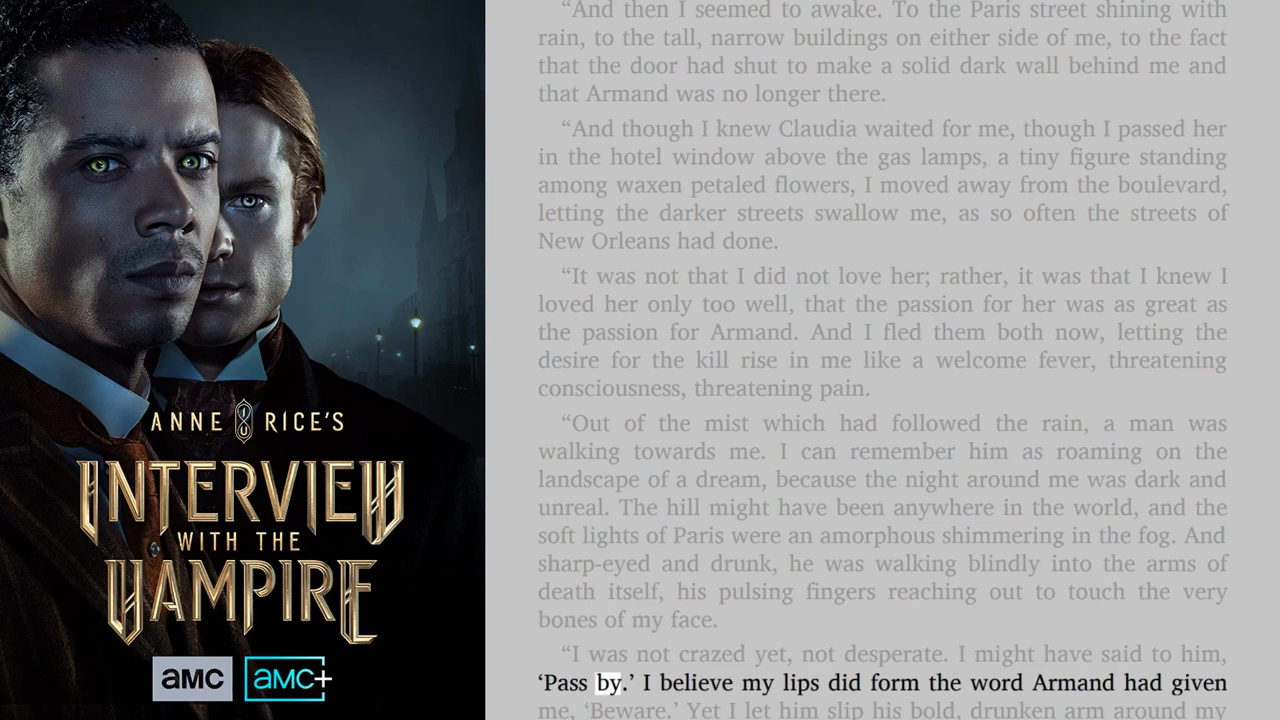 ANNE RICE'S
INTERVIEW
WITH THE
VAMPIRE
aMC
aMC+
“And then I seemed to awake. To the Paris street shining with
rain, to the tall, narrow buildings on either side of me, to the fact
that the door had shut to make a solid dark wall behind me and
that Armand was no longer there.
“And though I knew Claudia waited for me, though I passed her
in the hotel window above the gas lamps, a tiny figure standing
among waxen petaled flowers, I moved away from the boulevard,
letting the darker streets swallow me, as so often the streets of
New Orleans had done.
“It was not that I did not love her; rather, it was that I knew I
loved her only too well, that the passion for her was as great as
the passion for Armand. And I fled them both now, letting the
desire for the kill rise in me like a welcome fever, threatening
consciousness, threatening pain.
“Out of the mist which had followed the rain, a man was
walking towards me. I can remember him as roaming on the
landscape of a dream, because the night around me was dark and
unreal. The hill might have been anywhere in the world, and the
soft lights of Paris were an amorphous shimmering in the fog. And
sharp-eyed and drunk, he was walking blindly into the arms of
death itself, his pulsing fingers reaching out to touch the very
bones of my face.
“I was not crazed yet, not desperate. I might have said to him,
‘Pass by.’ I believe my lips did form the word Armand had given
me, ‘Beware.’ Yet I let him slip his bold, drunken arm around my